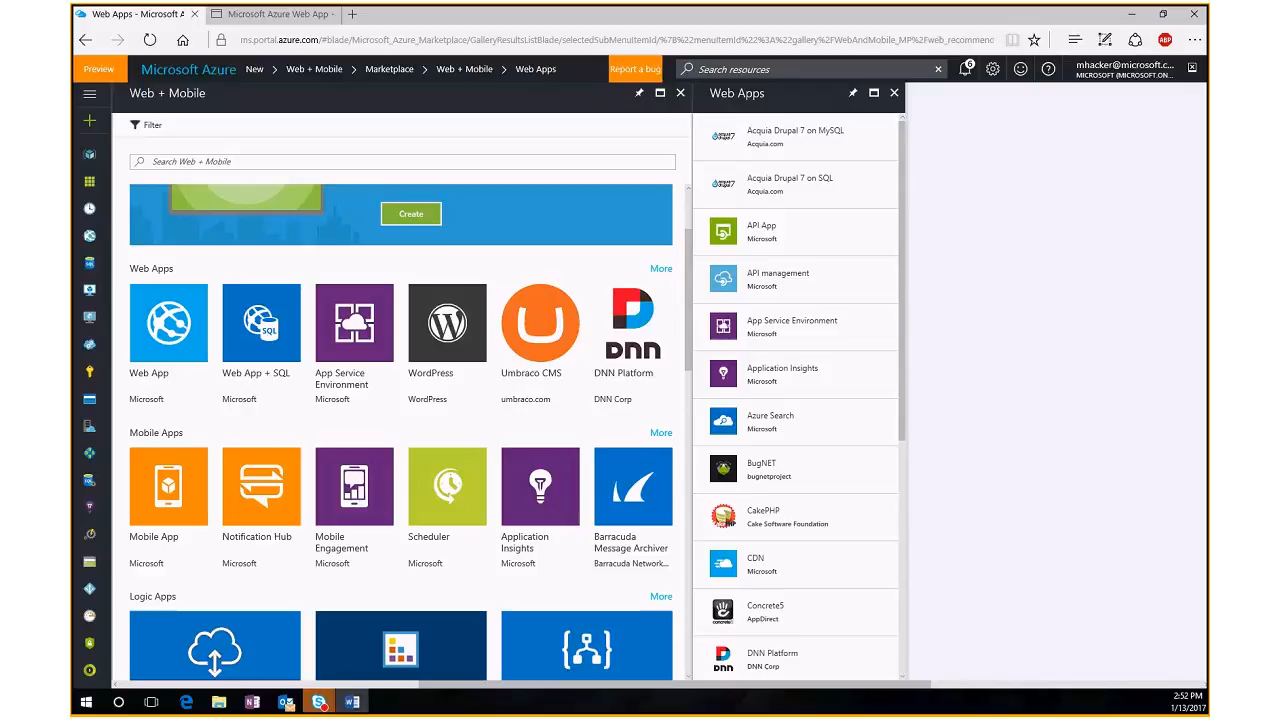 Web Apps - Microsoft A
Microsoft Azure Web App -
ms.portal.azure.com/#blade/Microsoft_Azure_Marketplace/GalleryResultsListBlade/selectedSubMenuItemId/%7B%22menuItemId%22%3A%22gallery%2FWebAndMobile_MP%2Fweb_recommenc
ABP
Preview
Microsoft Azure New > Web + Mobile > Marketplace > Web + Mobile > Web Apps
Report a bug
Search resources
6
mhacker@microsoft.c...
MICROSOFT (MICROSOFT.ON...
Web + Mobile
Filter
Search Web + Mobile
Create
Web Apps More
SQL
DNN
Web App
Microsoft
Web App + SQL
Microsoft
App Service
Environment
Microsoft
WordPress
WordPress
Umbraco CMS
umbraco.com
DNN Platform
DNN Corp
Mobile Apps More
Mobile App
Microsoft
Notification Hub
Microsoft
Mobile
Engagement
Microsoft
Scheduler
Microsoft
Application
Insights
Microsoft
Barracuda
Message Archiver
Barracuda Network...
Logic Apps More
Web Apps
Acquia Drupal 7 on MySQL
Acquia.com
Acquia Drupal 7 on SQL
Acquia.com
API App
Microsoft
API management
Microsoft
App Service Environment
Microsoft
Application Insights
Microsoft
Azure Search
Microsoft
BugNET
bugnetproject
CakePHP
Cake Software Foundation
CDN
Microsoft
Concrete5
AppDirect
DNN Platform
DNN Corp
2:52 PM
1/13/2017